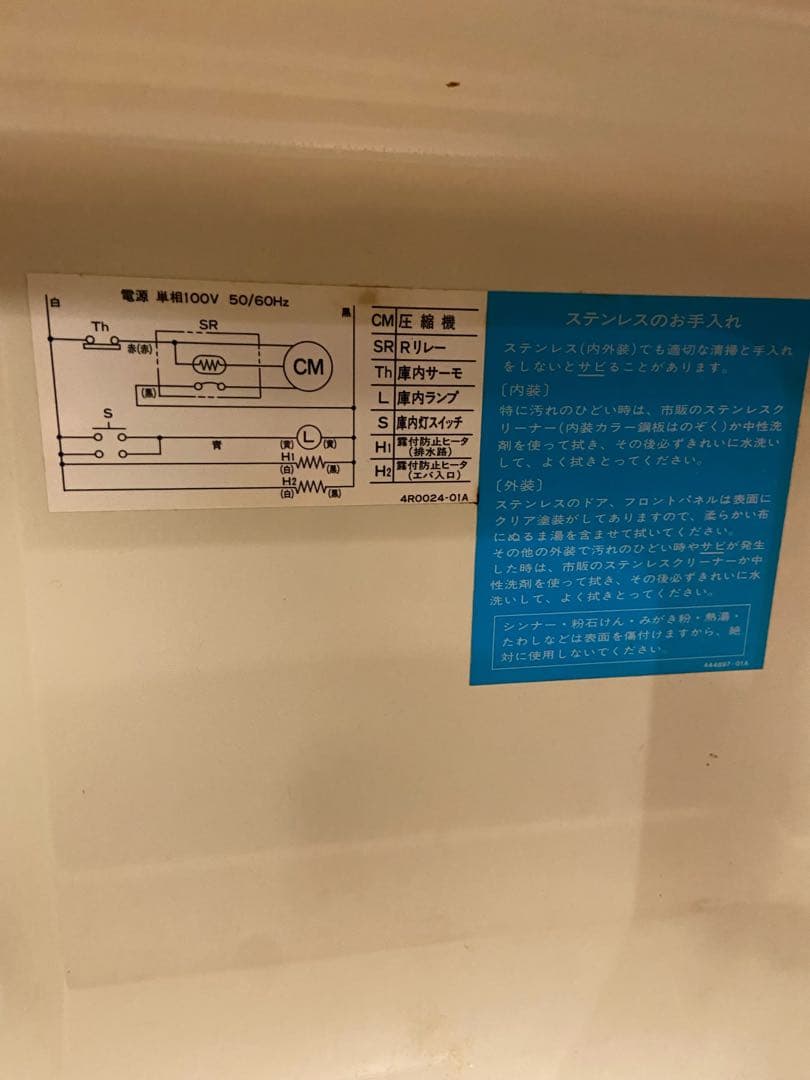 電源 単相100V 50/60Hz
白
黒
Th
SR
赤(赤)
CM
(黒)
S
青
(黄)
L
(黄)
H1
(白)
(黒)
H2
(白)
(黒)
CM 圧縮機
SR Rリレー
Th 庫内サーモ
L 庫内ランプ
S 庫内灯スイッチ
H1 露付防止ヒータ
(排水路)
H2 露付防止ヒータ
(エバ入口)
4R0024-01A
ステンレスのお手入れ
ステンレス(内外装)でも適切な清掃と手入れ
をしないとサビることがあります。
〔内装〕
特に汚れのひどい時は、市販のステンレスク
リーナー(内装カラー鋼板はのぞく)か中性洗
剤を使って拭き、その後必ずきれいに水洗い
して、よく拭きとってください。
〔外装〕
ステンレスのドア、フロントパネルは表面に
クリア塗装がしてありますので、柔らかい布
にぬるま湯を含ませて拭いてください。
その他の外装で汚れのひどい時やサビが発生
した時は、市販のステンレスクリーナーか中
性洗剤を使って拭き、その後必ずきれいに水
洗いして、よく拭きとってください。
シンナー・粉石けん・みがき粉・熱湯・
たわしなどは表面を傷付けますから、絶
対に使用しないでください。
444697-01A